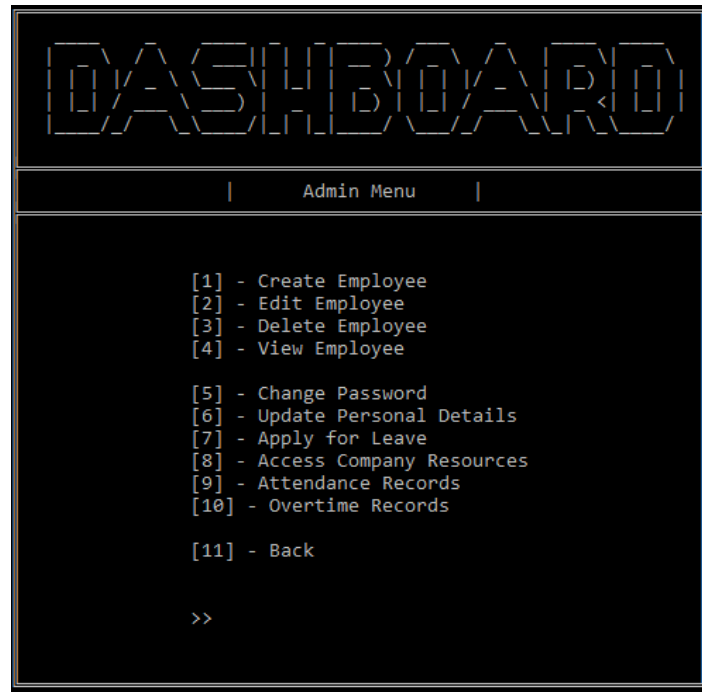 DASHBOARD
| Admin Menu |
[1] - Create Employee
[2] - Edit Employee
[3] - Delete Employee
[4] - View Employee
[5] - Change Password
[6] - Update Personal Details
[7] - Apply for Leave
[8] - Access Company Resources
[9] - Attendance Records
[10] - Overtime Records
[11] - Back
>>